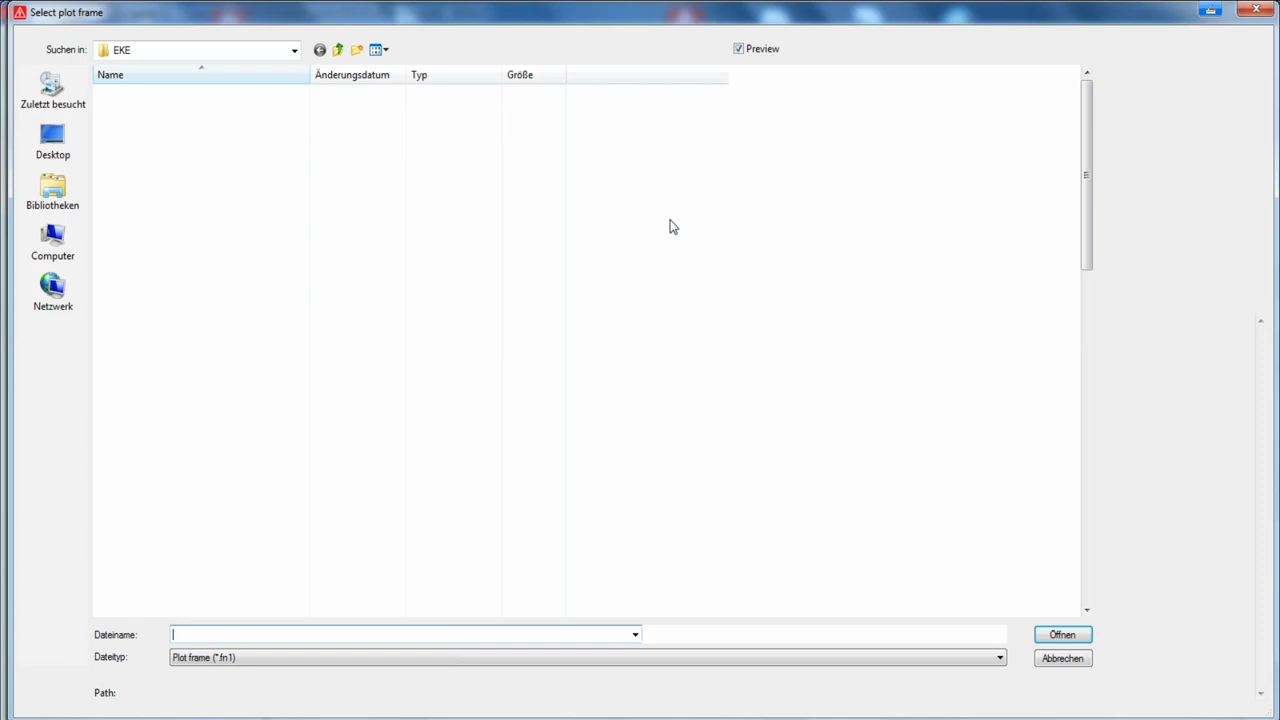 Select plot frame
Suchen in: EKE
Preview
Name Änderungsdatum Typ Größe
Zuletzt besucht
Desktop
Bibliotheken
Computer
Netzwerk
Dateiname: Öffnen
Dateityp: Plot frame (*.fn1) Abbrechen
Path: